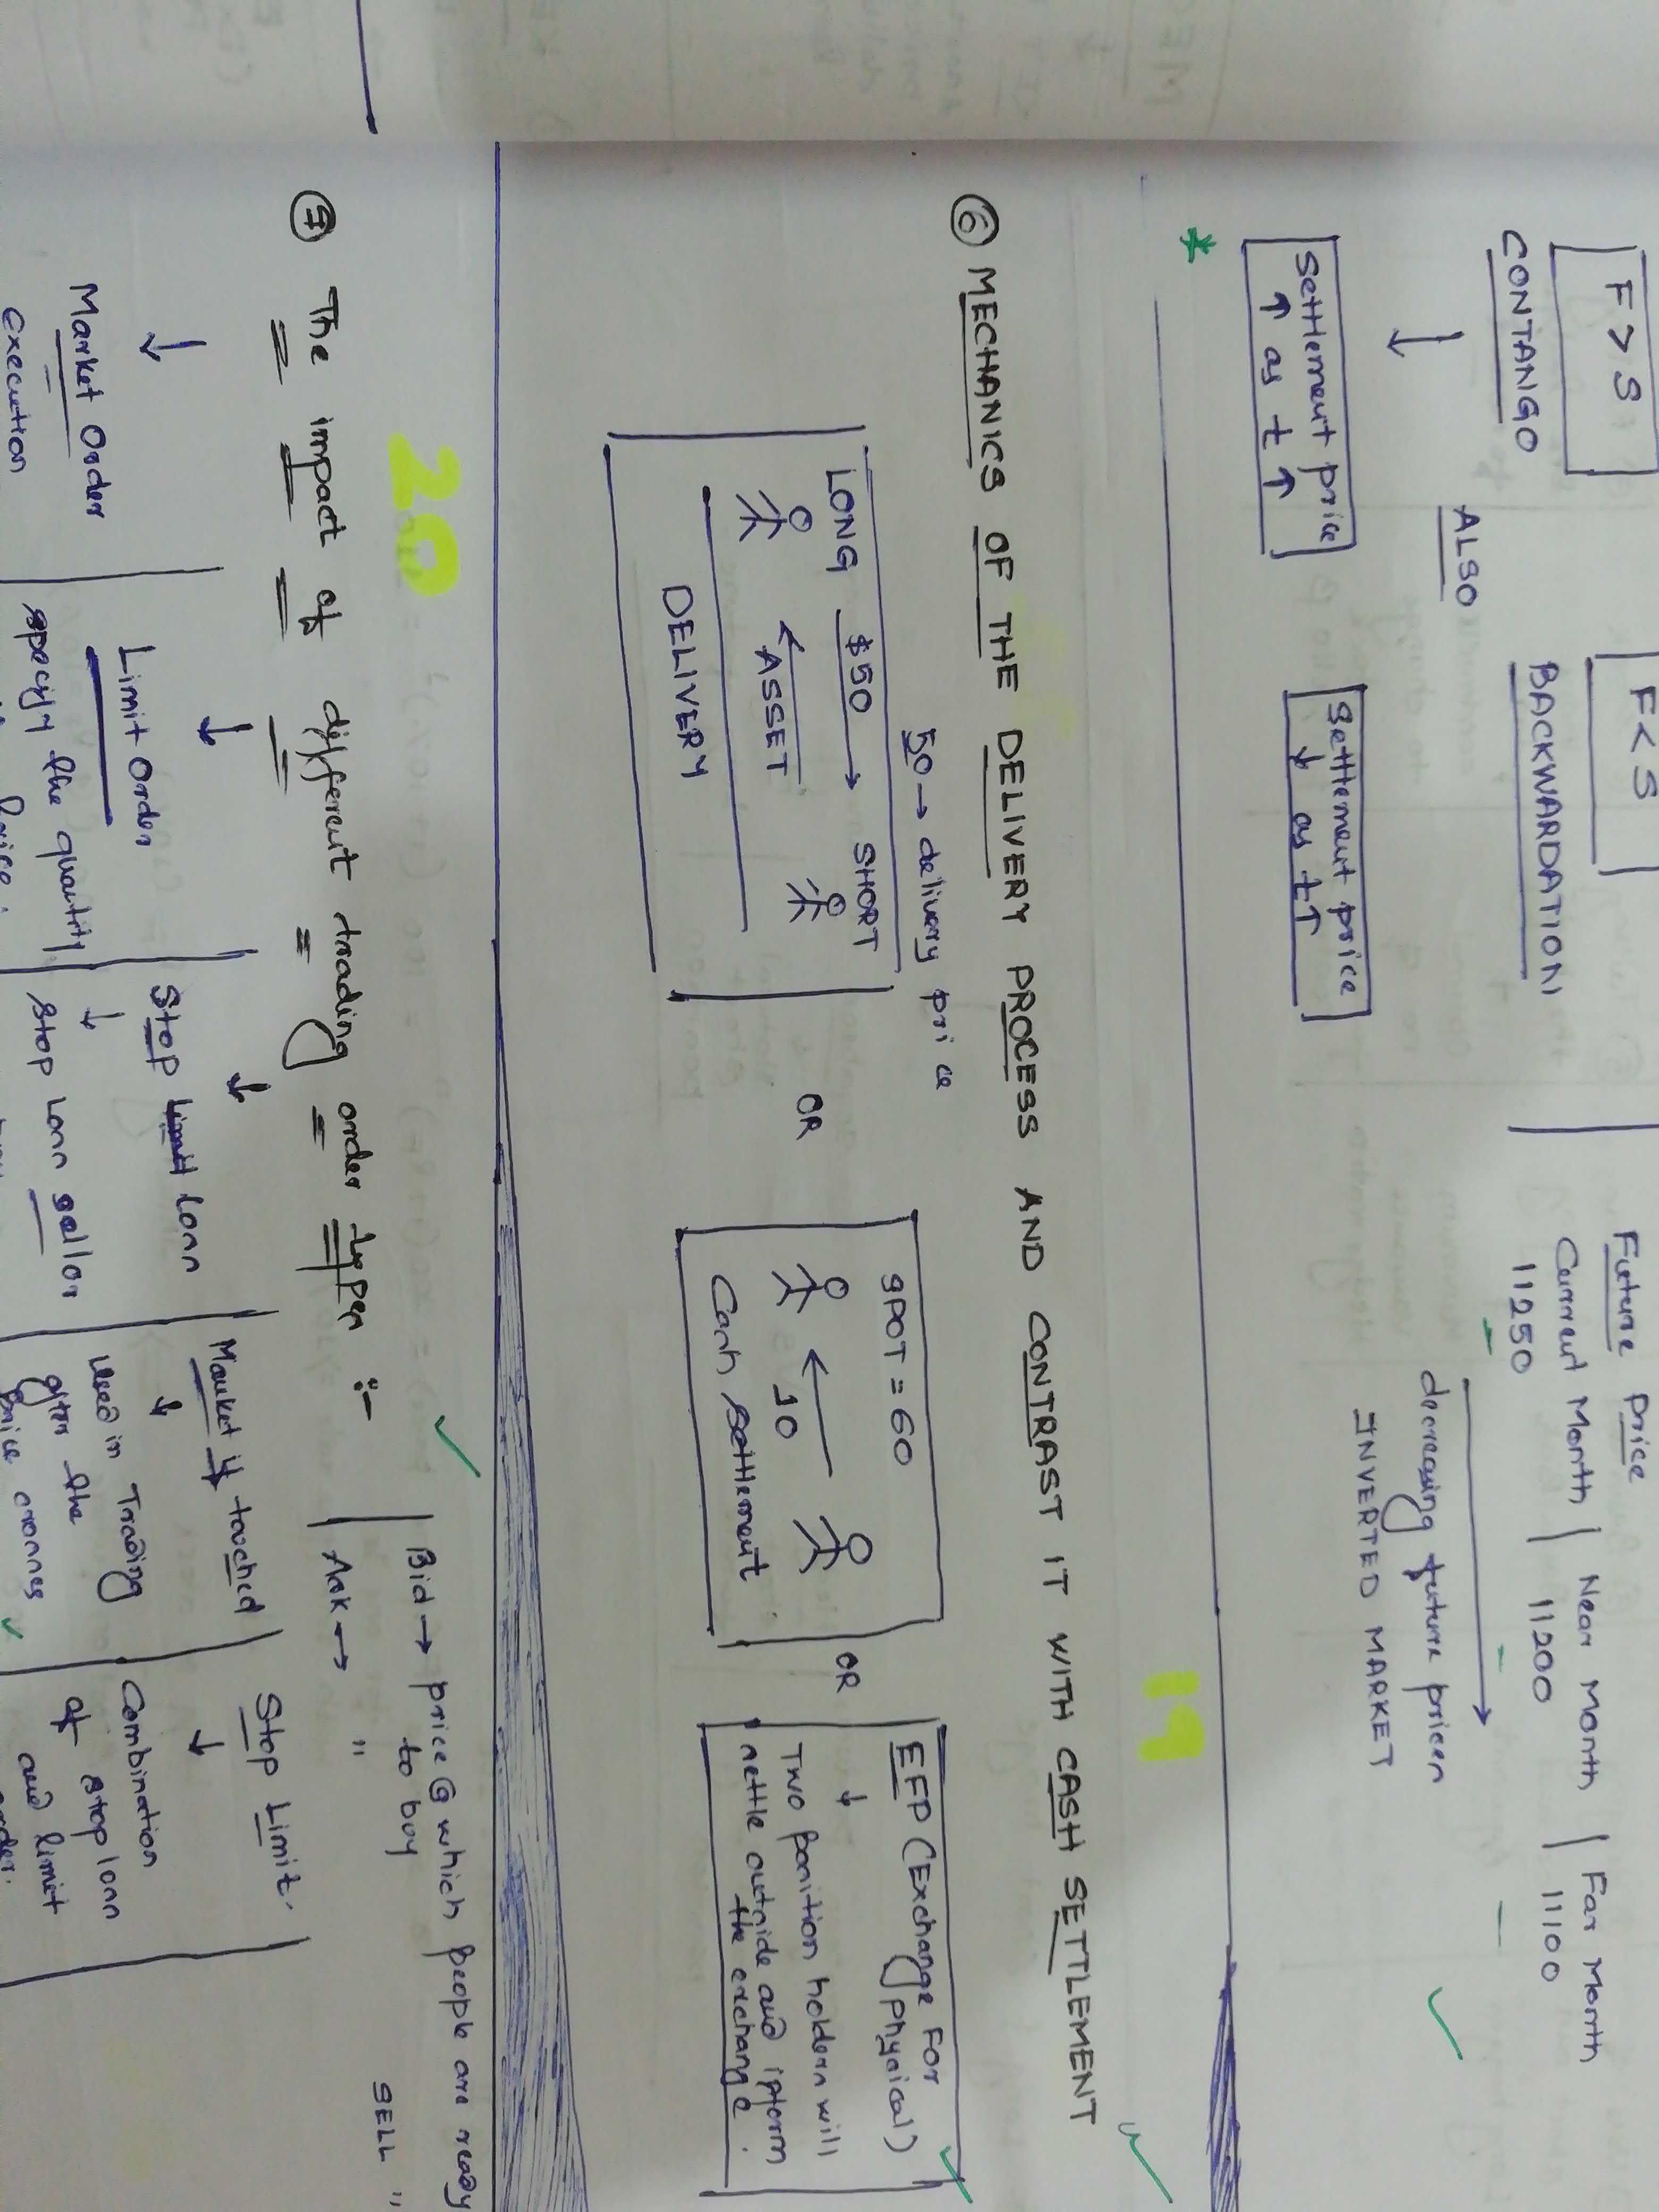 F > S
F < S
CONTANGO
ALSO
BACKWARDATION
Settlement price
↑ as t ↑
Settlement price
↓ as t ↑
Future Price
Current Month | Near Month | Far Month
11250 11200 11100
decreasing future prices
INVERTED MARKET
19
⑥ MECHANICS OF THE DELIVERY PROCESS AND CONTRAST IT WITH CASH SETTLEMENT
50 → delivery price
LONG $50 → SHORT
← ASSET
DELIVERY
OR
SPOT = 60
← 10
Cash Settlement
OR
EFP (Exchange For
Physical)
↓
Two position holders will
settle outside and inform
the exchange.
20
⑦ The impact of different trading order types :-
Bid → price @ which people are ready
to buy
Ask → " SELL "
Market Order
execution
Limit Order
specify the quantity
Stop Limit loss
↓
Stop loss seller
Market if touched
↓
Used in Trading
after the
Price
Stop Limit.
↓
Combination
of stop loss
and limit
order.